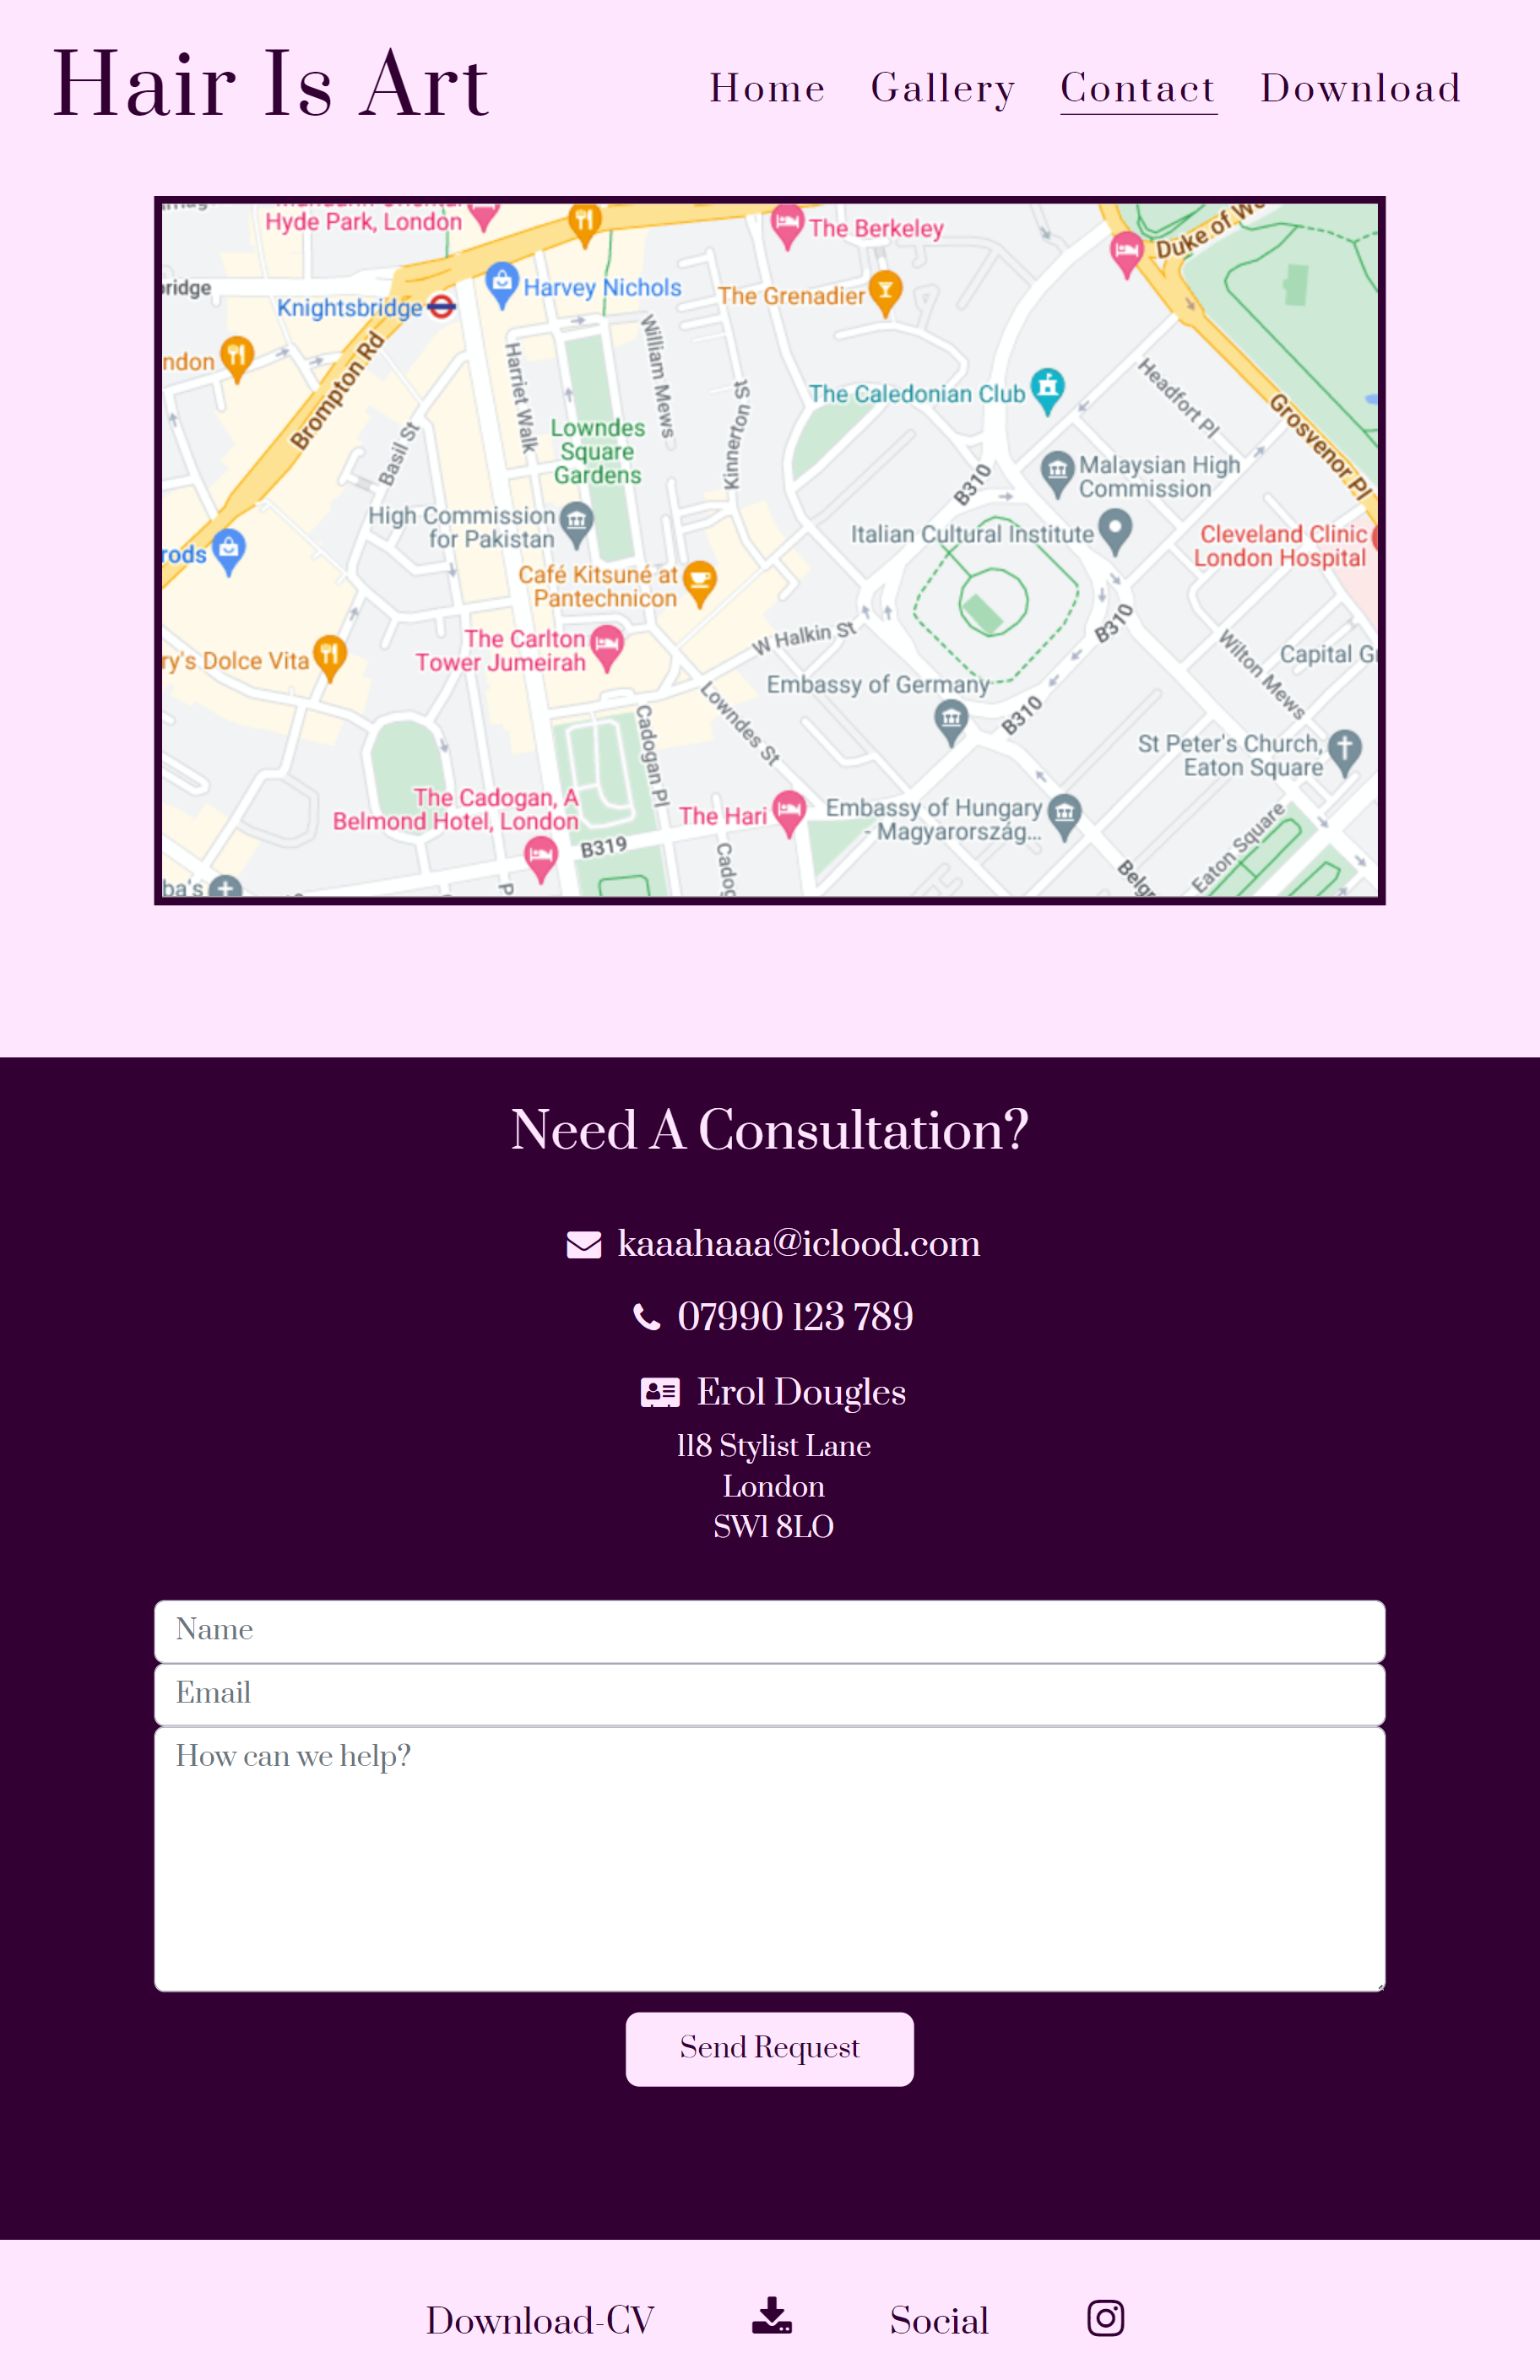 Hair Is Art
Home Gallery Contact Download
Hyde Park, London
The Berkeley
Duke of
Harvey Nichols
Knightsbridge
The Grenadier
ridge
William Mews
Brompton Rd
ndon
Harriet Walk
Headfort Pl
The Caledonian Club
Kinnerton St
Grosvenor Pl
Basil St
Lowndes
Square
Gardens
B310
Malaysian High
Commission
High Commission
for Pakistan
Italian Cultural Institute
Cleveland Clinic
London Hospital
rods
Café Kitsuné at
Pantechnicon
B310
W Halkin St
The Carlton
Tower Jumeirah
ry's Dolce Vita
Wilton Mews
Capital G
Embassy of Germany
Lowndes St
B310
Cadogan Pl
St Peter's Church,
Eaton Square
The Cadogan, A
Belmond Hotel, London
The Hari
Embassy of Hungary
- Magyarország...
Eaton Square
B319
Cadog
Belgr
ba's
P
Need A Consultation?
kaaahaaa@iclood.com
07990 123 789
Erol Dougles
118 Stylist Lane
London
SW1 8LO
Name
Email
How can we help?
Send Request
Download-CV
Social